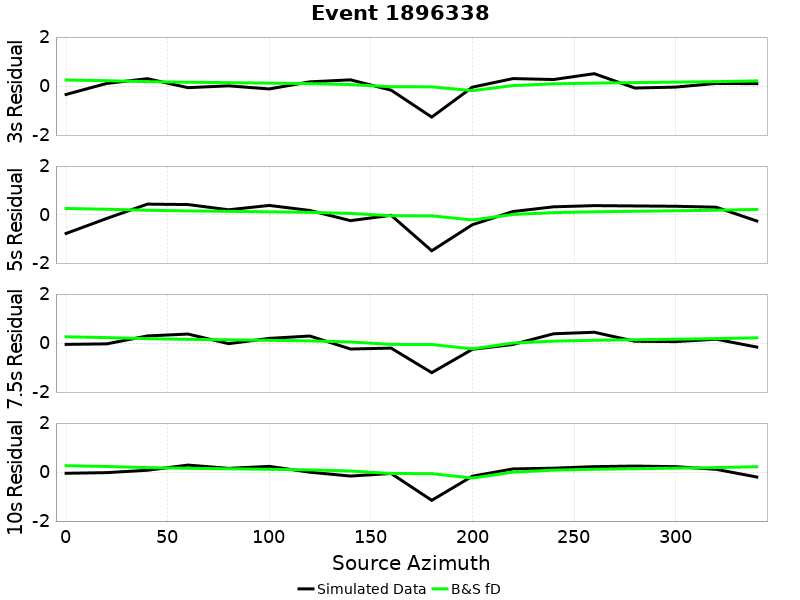 Event 1896338
3s Residual
2
0
-2
5s Residual
2
0
-2
7.5s Residual
2
0
-2
10s Residual
2
0
-2
0 50 100 150 200 250 300
Source Azimuth
Simulated Data B&S fD